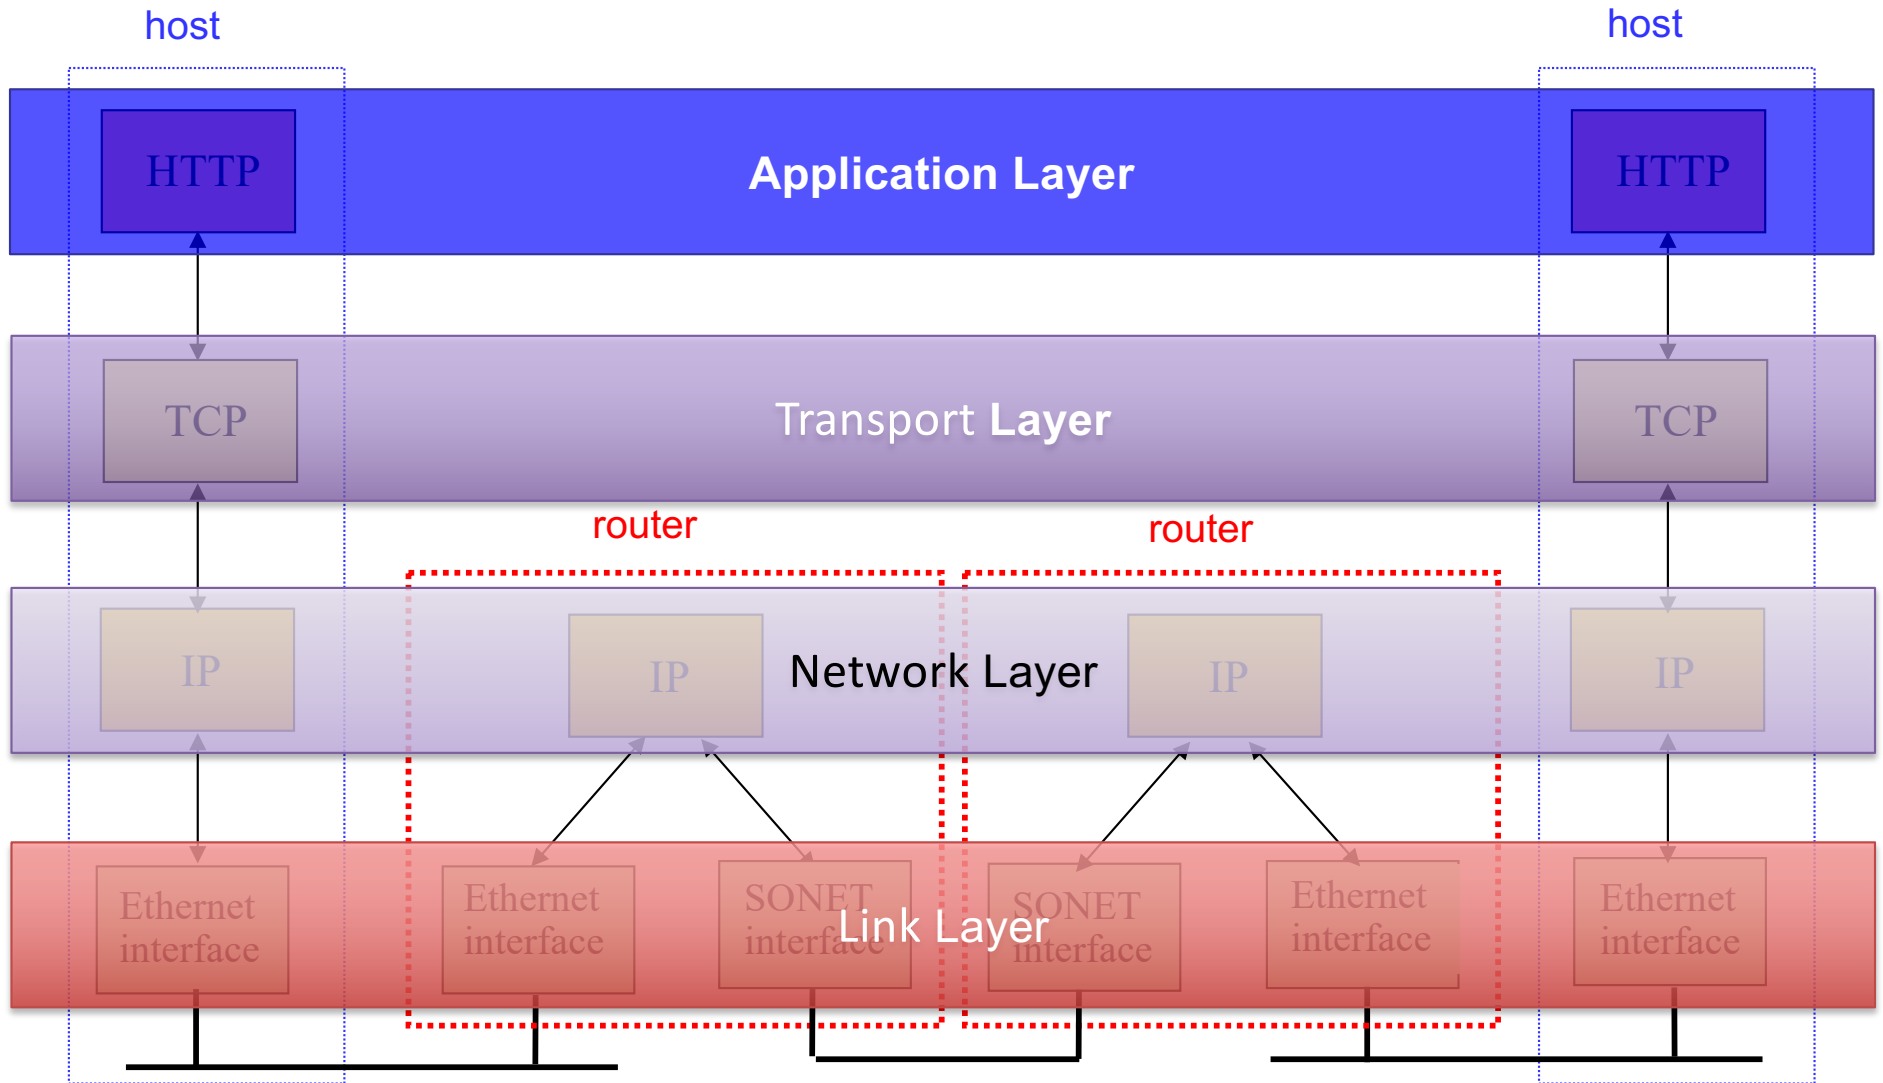 host
host
HTTP
Application Layer
HTTP
TCP
Transport Layer
TCP
router
router
IP
IP
Network Layer
IP
IP
Ethernet
interface
Ethernet
interface
SONET
interface
Link Layer
SONET
interface
Ethernet
interface
Ethernet
interface